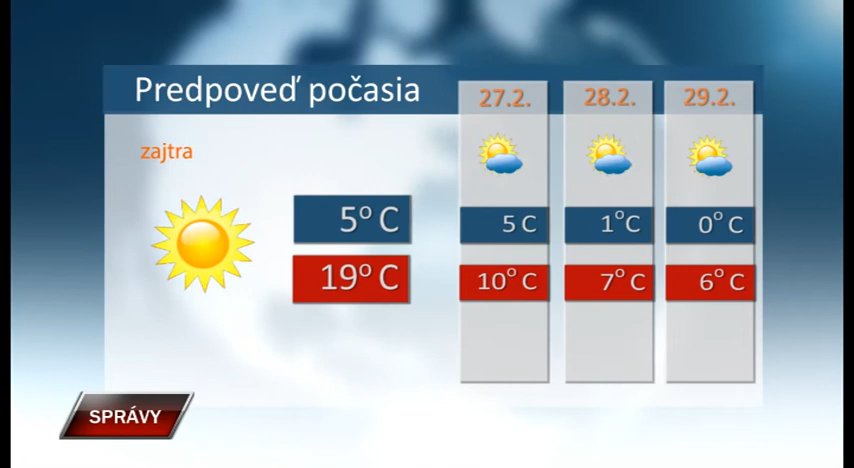 Predpoveď počasia
zajtra
5° C
19° C
27.2.
5 C
10° C
28.2.
1°C
7° C
29.2.
0° C
6° C
SPRÁVY